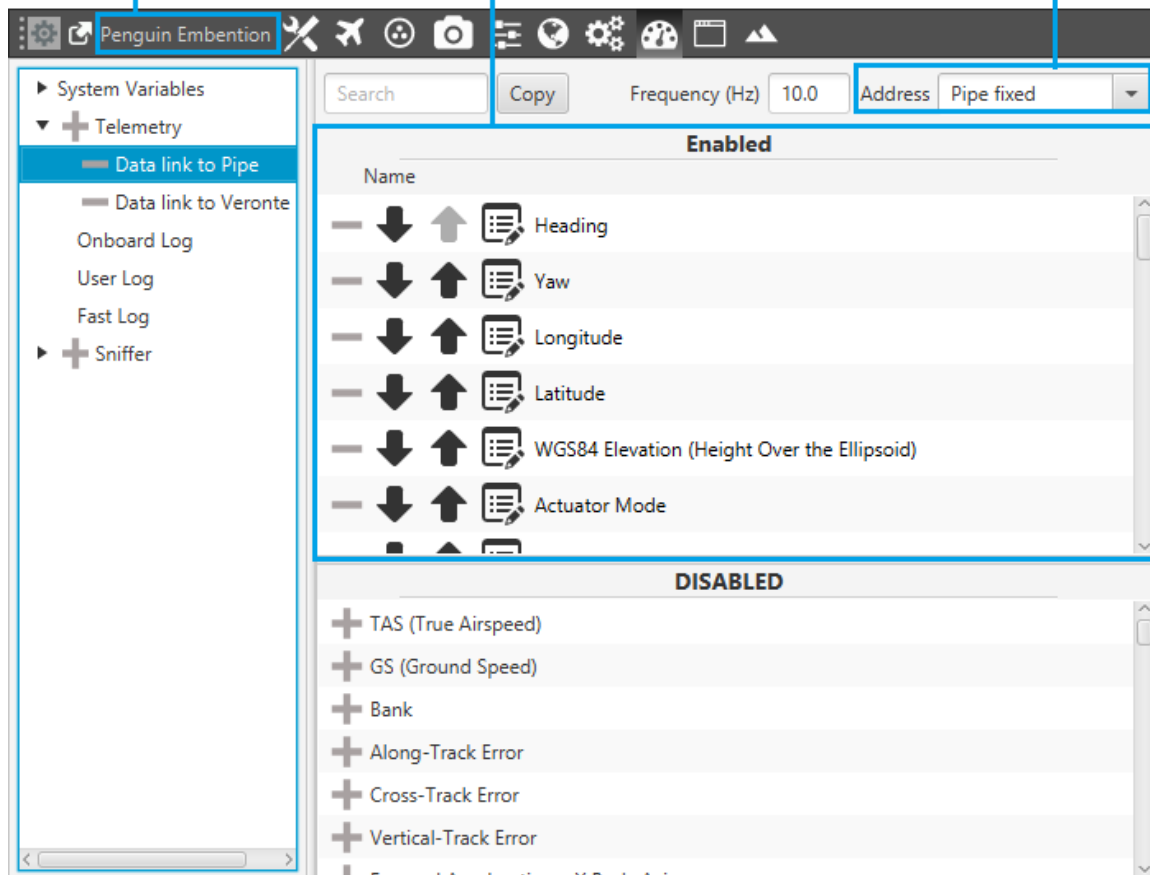 Penguin Embention
System Variables
Telemetry
Data link to Pipe
Data link to Veronte
Onboard Log
User Log
Fast Log
Sniffer
Search Copy Frequency (Hz) 10.0 Address Pipe fixed
Enabled
Name
Heading
Yaw
Longitude
Latitude
WGS84 Elevation (Height Over the Ellipsoid)
Actuator Mode
DISABLED
TAS (True Airspeed)
GS (Ground Speed)
Bank
Along-Track Error
Cross-Track Error
Vertical-Track Error